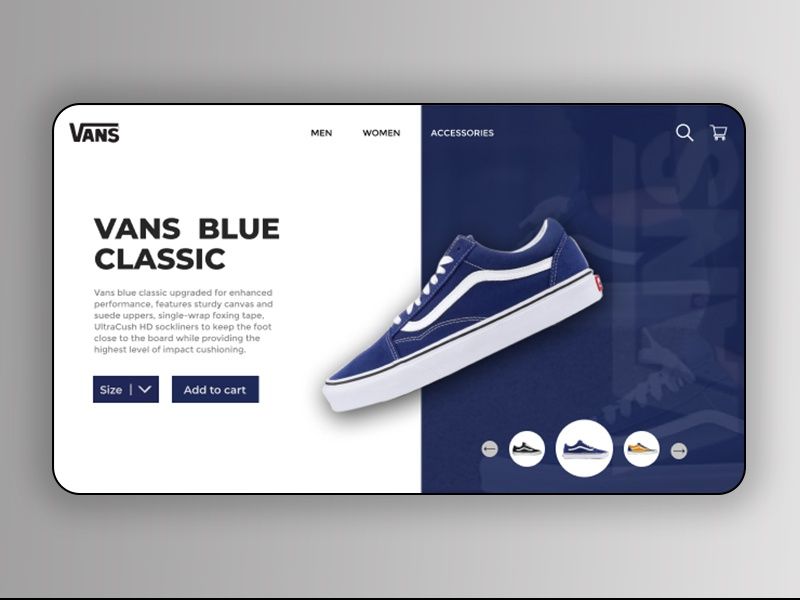 VANS
MEN
WOMEN
ACCESSORIES
VANS BLUE
CLASSIC
Vans blue classic upgraded for enhanced
performance, features sturdy canvas and
suede uppers, single-wrap foxing tape,
UltraCush HD sockliners to keep the foot
close to the board while providing the
highest level of impact cushioning.
Size |
Add to cart
VANS